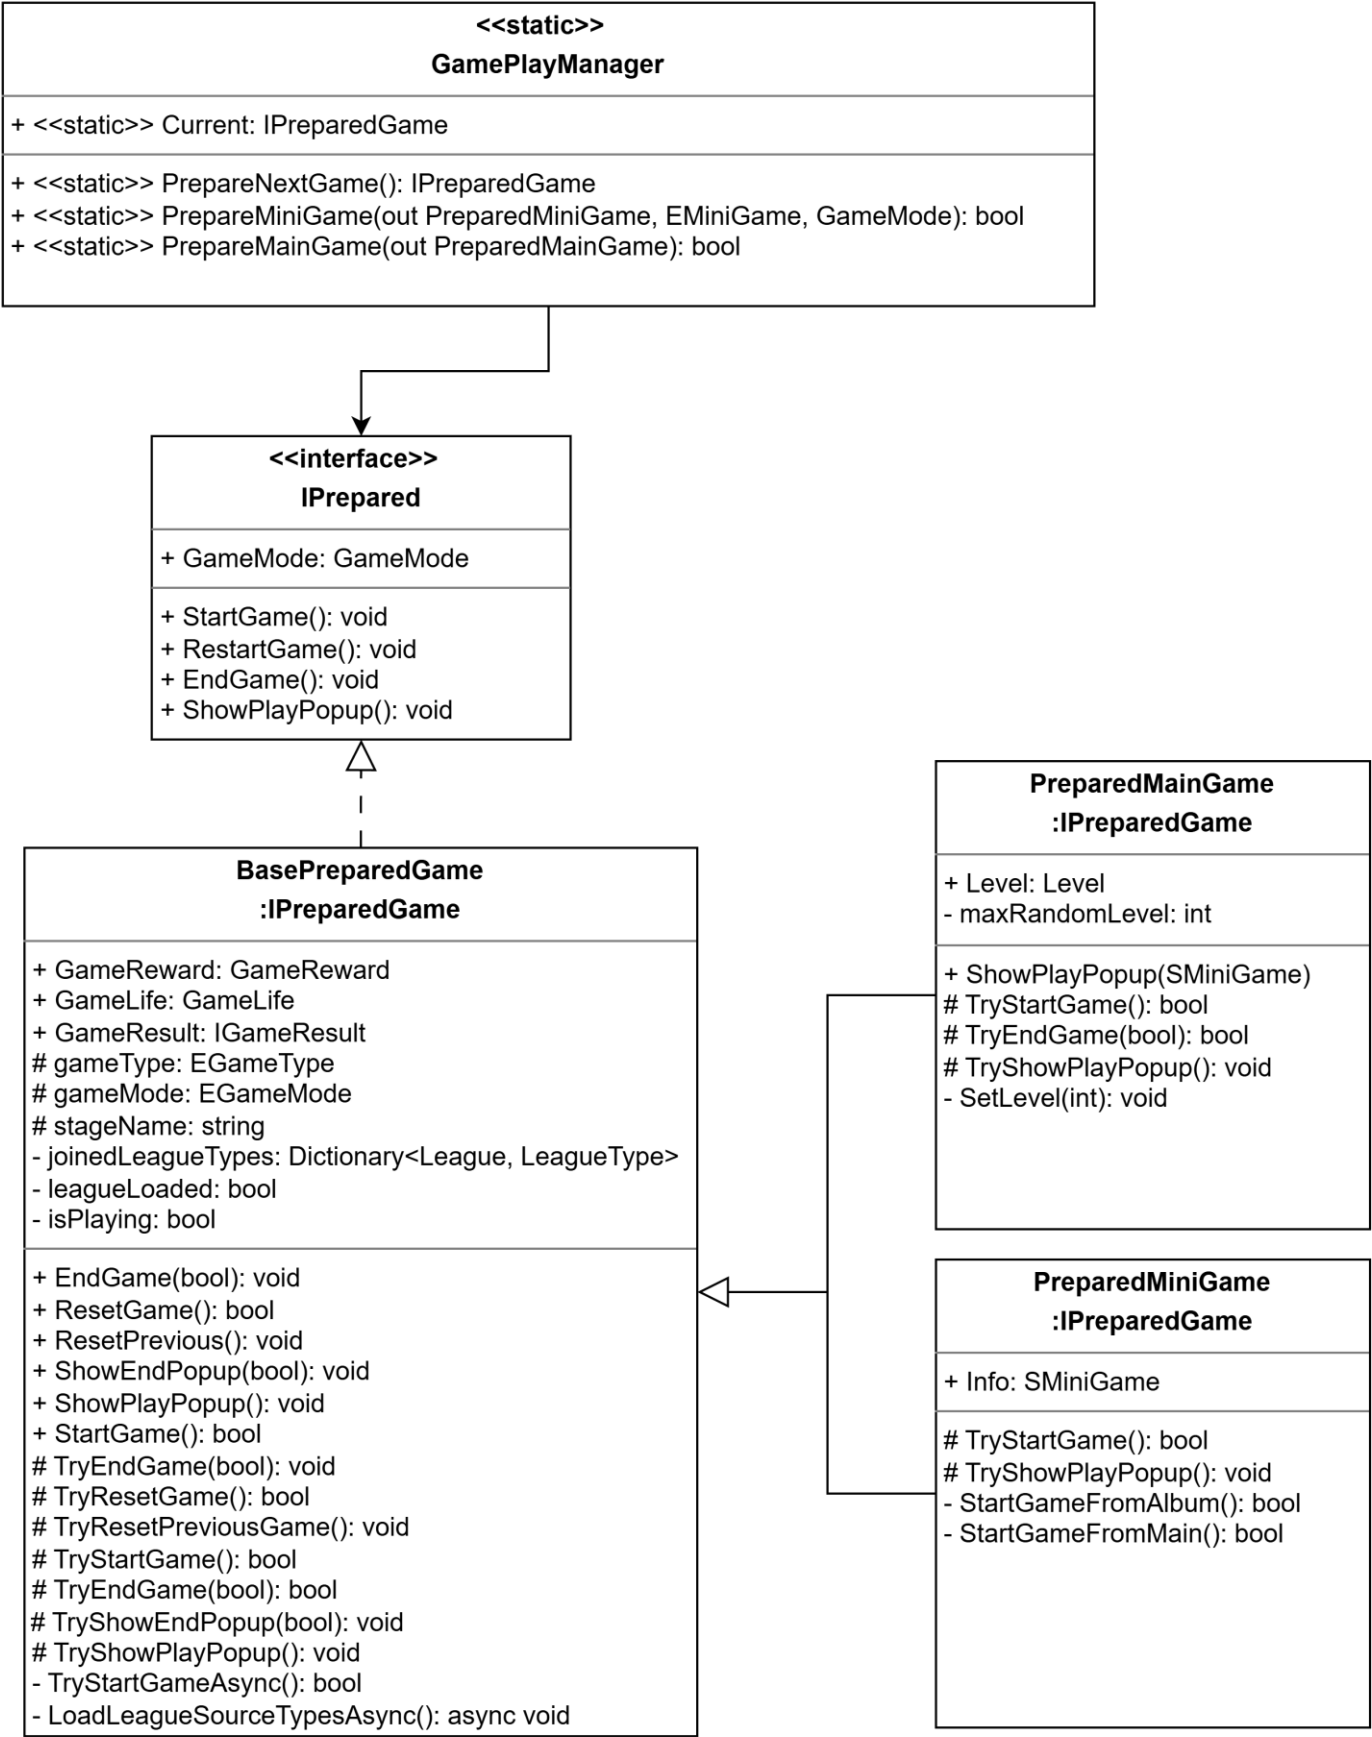 <<static>>
GamePlayManager
+ <<static>> Current: IPreparedGame
+ <<static>> PrepareNextGame(): IPreparedGame
+ <<static>> PrepareMiniGame(out PreparedMiniGame, EMiniGame, GameMode): bool
+ <<static>> PrepareMainGame(out PreparedMainGame): bool
<<interface>>
IPrepared
+ GameMode: GameMode
+ StartGame(): void
+ RestartGame(): void
+ EndGame(): void
+ ShowPlayPopup(): void
BasePreparedGame
:IPreparedGame
+ GameReward: GameReward
+ GameLife: GameLife
+ GameResult: IGameResult
# gameType: EGameType
# gameMode: EGameMode
# stageName: string
- joinedLeagueTypes: Dictionary<League, LeagueType>
- leagueLoaded: bool
- isPlaying: bool
+ EndGame(bool): void
+ ResetGame(): bool
+ ResetPrevious(): void
+ ShowEndPopup(bool): void
+ ShowPlayPopup(): void
+ StartGame(): bool
# TryEndGame(bool): void
# TryResetGame(): bool
# TryResetPreviousGame(): void
# TryStartGame(): bool
# TryEndGame(bool): bool
# TryShowEndPopup(bool): void
# TryShowPlayPopup(): void
- TryStartGameAsync(): bool
- LoadLeagueSourceTypesAsync(): async void
PreparedMainGame
:IPreparedGame
+ Level: Level
- maxRandomLevel: int
+ ShowPlayPopup(SMiniGame)
# TryStartGame(): bool
# TryEndGame(bool): bool
# TryShowPlayPopup(): void
- SetLevel(int): void
PreparedMiniGame
:IPreparedGame
+ Info: SMiniGame
# TryStartGame(): bool
# TryShowPlayPopup(): void
- StartGameFromAlbum(): bool
- StartGameFromMain(): bool